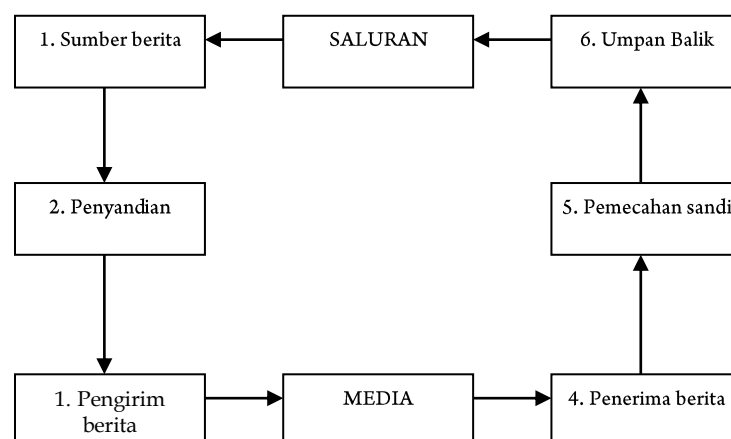 1. Sumber berita
SALURAN
6. Umpan Balik
2. Penyandian
5. Pemecahan sandi
1. Pengirim
berita
MEDIA
4. Penerima berita